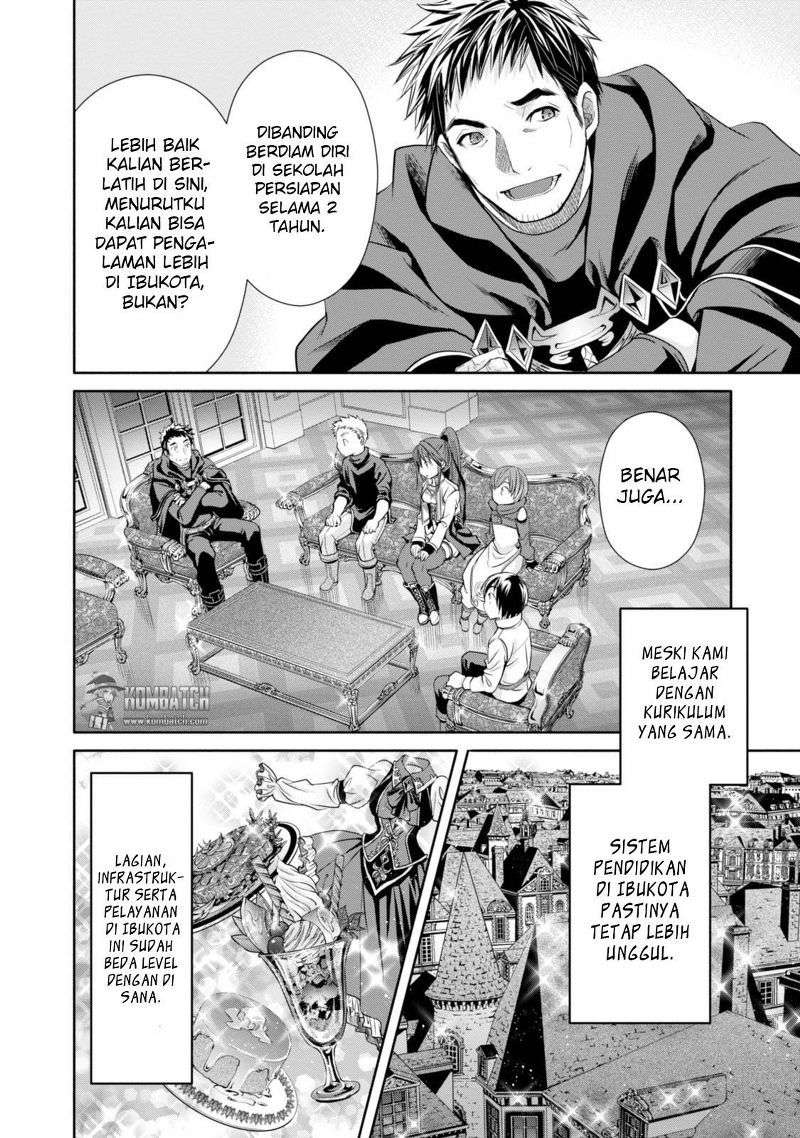 DIBANDING
BERDIAM DIRI
DI SEKOLAH
PERSIAPAN
SELAMA 2
TAHUN.
LEBIH BAIK
KALIAN BER-
LATIH DI SINI,
MENURUTKU
KALIAN BISA
DAPAT PENGA-
LAMAN LEBIH
DI IBUKOTA,
BUKAN?
BENAR
JUGA...
MESKI KAMI
BELAJAR
DENGAN
KURIKULUM
YANG SAMA.
KOMBATCH
www.kombatch.com
SISTEM
PENDIDIKAN
DI IBUKOTA
PASTINYA
TETAP LEBIH
UNGGUL.
LAGIAN,
INFRASTRUK-
TUR SERTA
PELAYANAN
DI IBUKOTA
INI SUDAH
BEDA LEVEL
DENGAN DI
SANA.